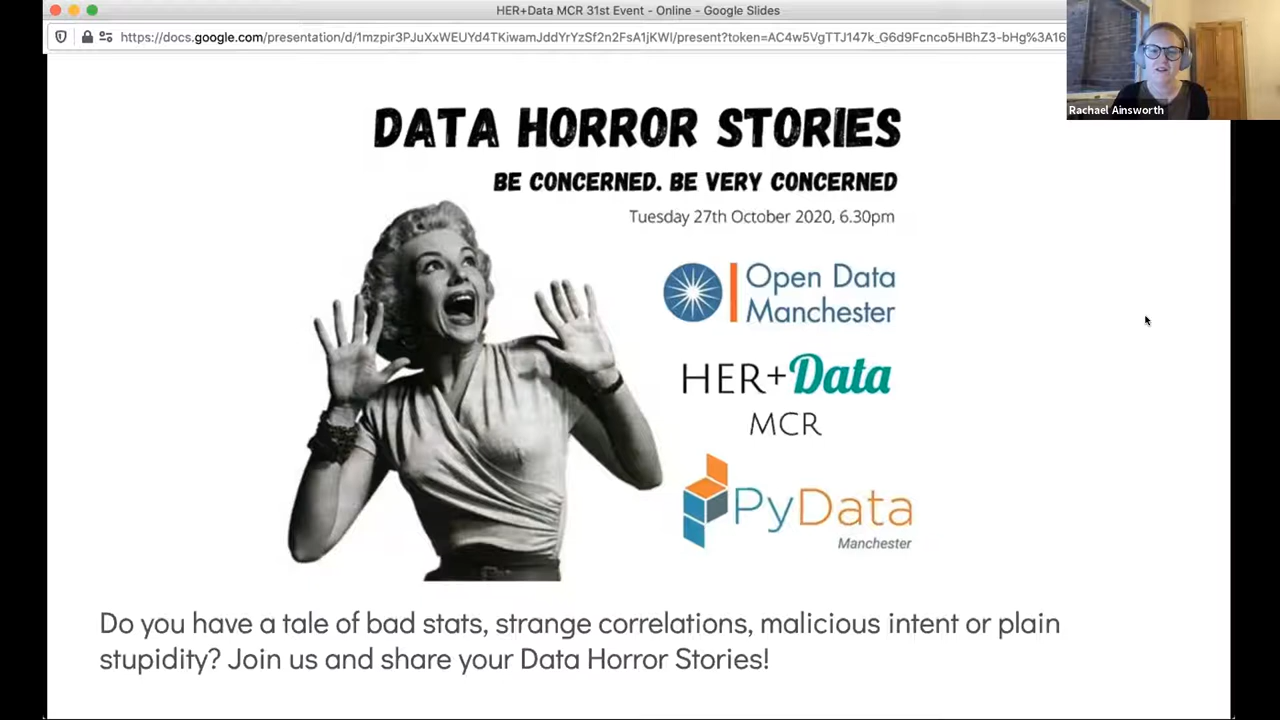 HER+Data MCR 31st Event - Online - Google Slides
https://docs.google.com/presentation/d/1mzpir3PJuXxWEUYd4TKiwamJddYrYzSf2n2FsA1jKWI/present?token=AC4w5VgTTJ147k_G6d9Fcnco5HBhZ3-bHg%3A16
Rachael Ainsworth
DATA HORROR STORIES
BE CONCERNED. BE VERY CONCERNED
Tuesday 27th October 2020, 6.30pm
Open Data
Manchester
HER+Data
MCR
PyData
Manchester
Do you have a tale of bad stats, strange correlations, malicious intent or plain
stupidity? Join us and share your Data Horror Stories!